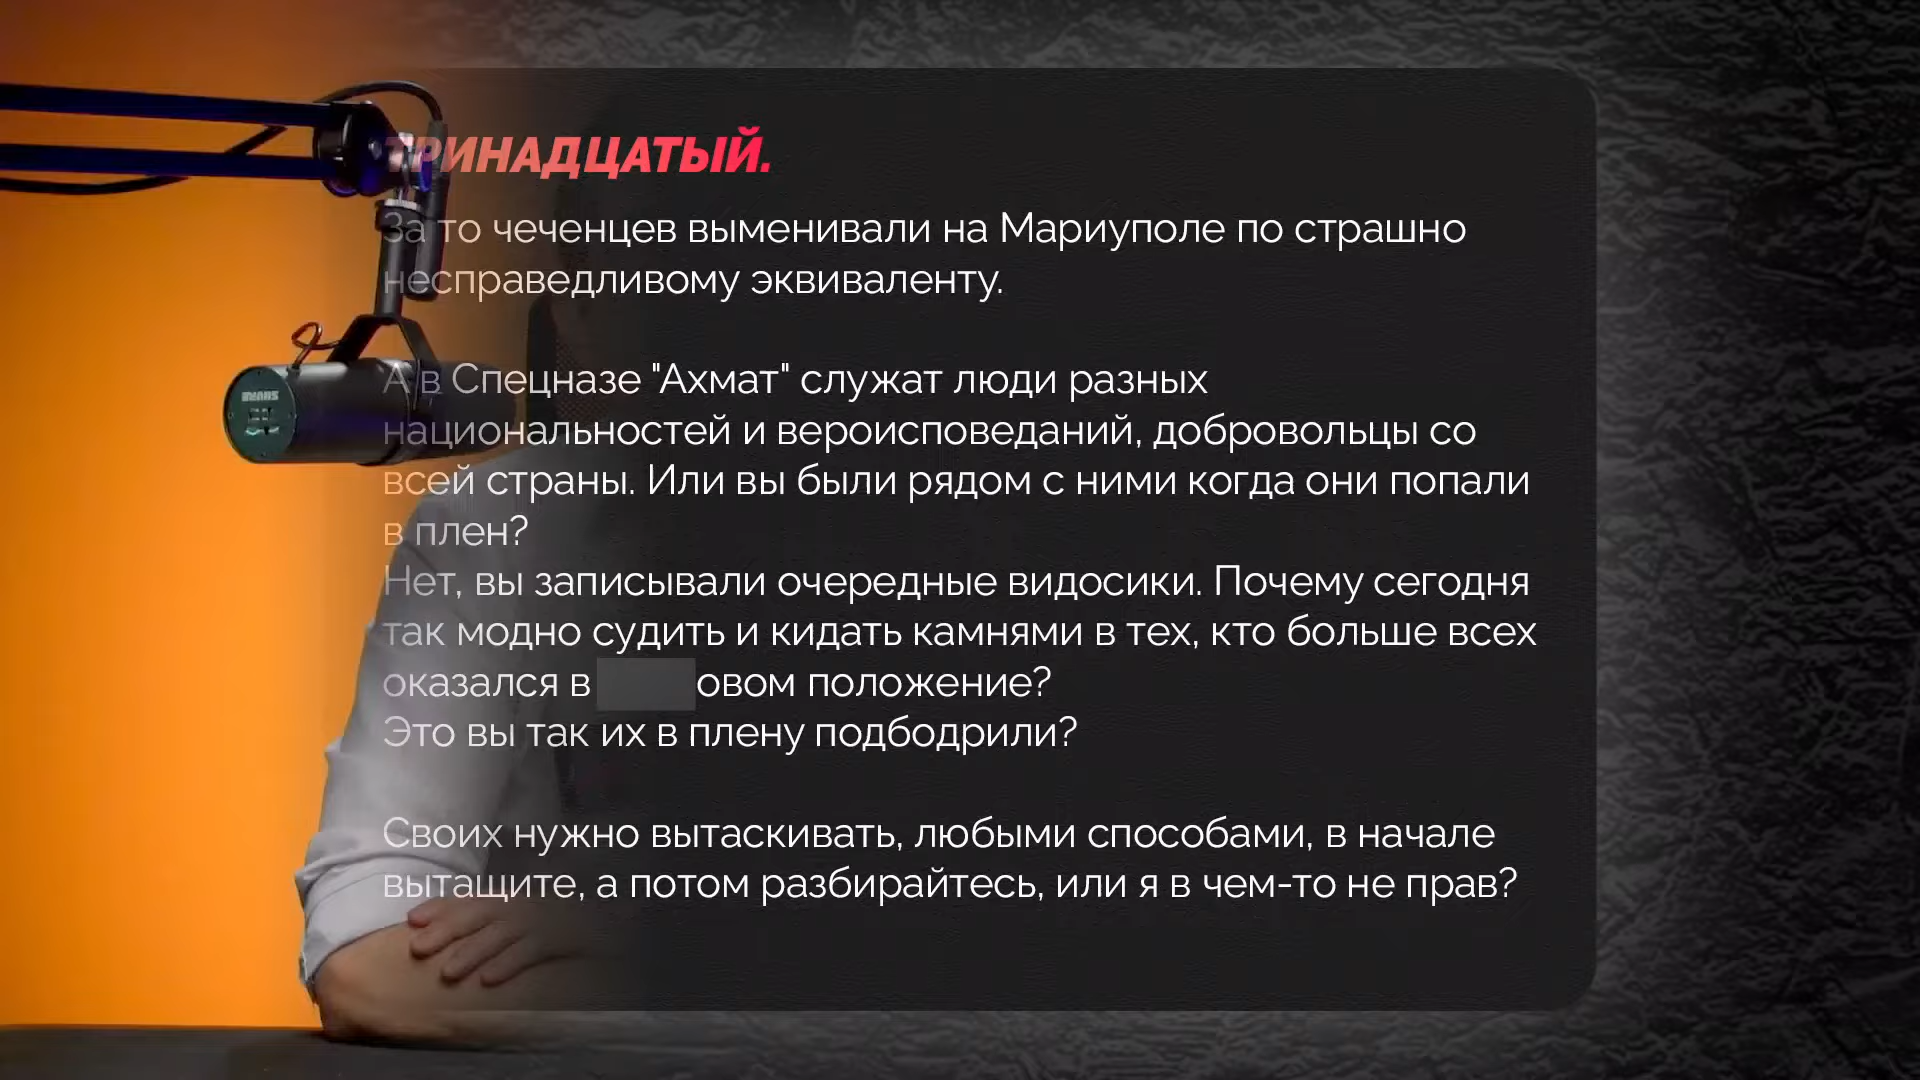 ТРИНАДЦАТЫЙ.
За то чеченцев выменивали на Мариуполе по страшно
несправедливому эквиваленту.
А в Спецназе "Ахмат" служат люди разных
национальностей и вероисповеданий, добровольцы со
всей страны. Или вы были рядом с ними когда они попали
в плен?
Нет, вы записывали очередные видосики. Почему сегодня
так модно судить и кидать камнями в тех, кто больше всех
оказался в овом положение?
Это вы так их в плену подбодрили?
Своих нужно вытаскивать, любыми способами, в начале
вытащите, а потом разбирайтесь, или я в чем-то не прав?